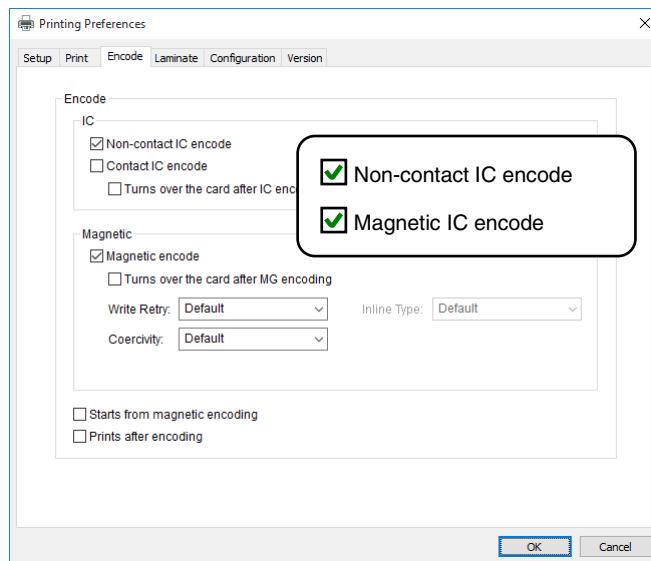 Printing Preferences
Setup Print Encode Laminate Configuration Version
Encode
IC
Non-contact IC encode
Contact IC encode
Turns over the card after IC enc
Non-contact IC encode
Magnetic IC encode
Magnetic
Magnetic encode
Turns over the card after MG encoding
Write Retry: Default Inline Type: Default
Coercivity: Default
Starts from magnetic encoding
Prints after encoding
OK Cancel